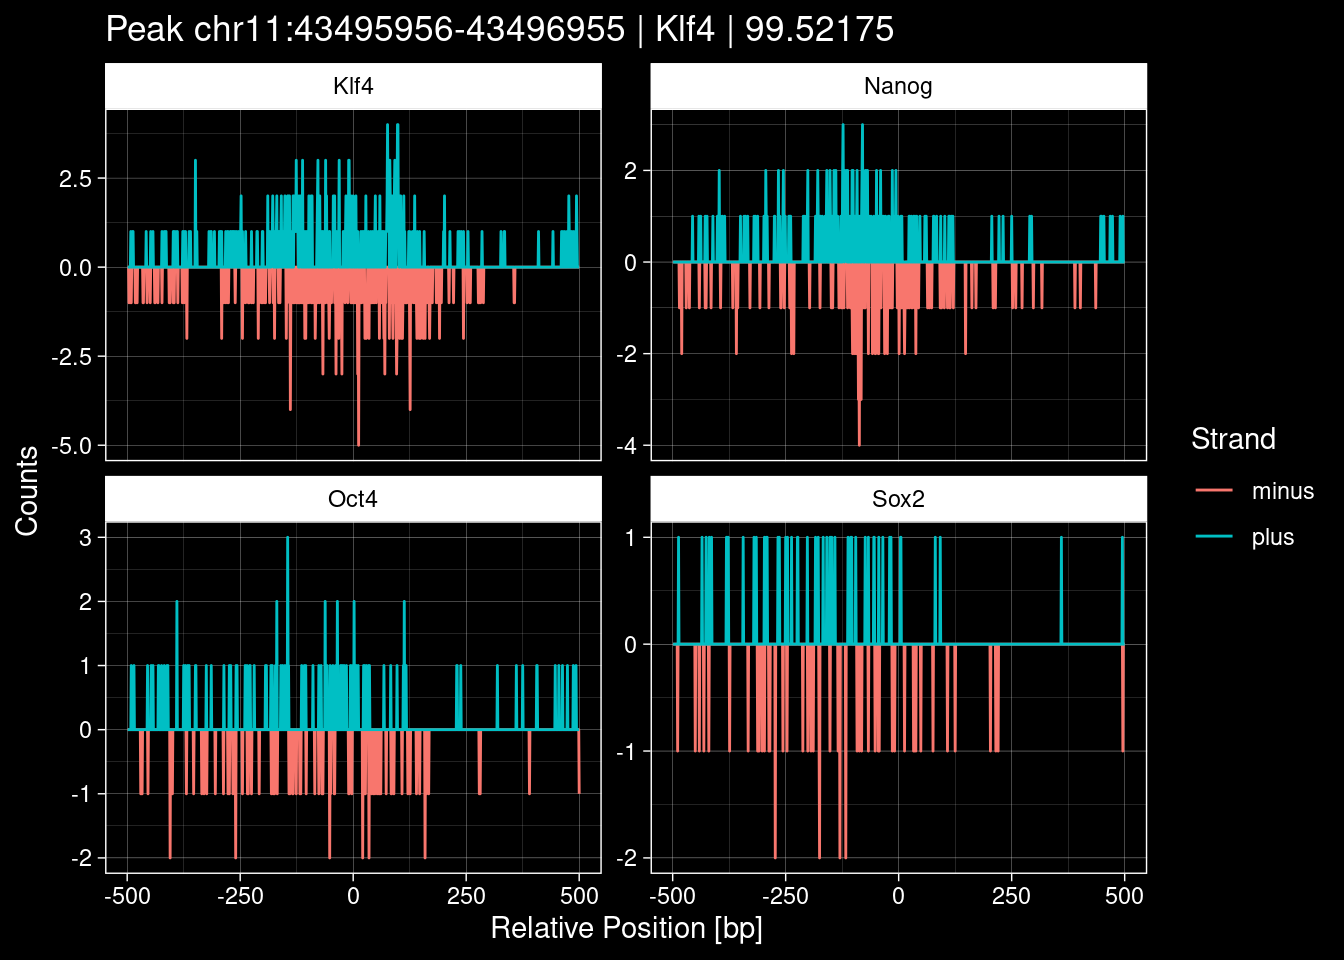 Peak chr11:43495956-43496955 | Klf4 | 99.52175
Klf4
Nanog
2.5
0.0
-2.5
-5.0
2
0
-2
-4
Counts
Oct4
Sox2
3
2
1
0
-1
-2
1
0
-1
-2
-500 -250 0 250 500
-500 -250 0 250 500
Relative Position [bp]
Strand
minus
plus